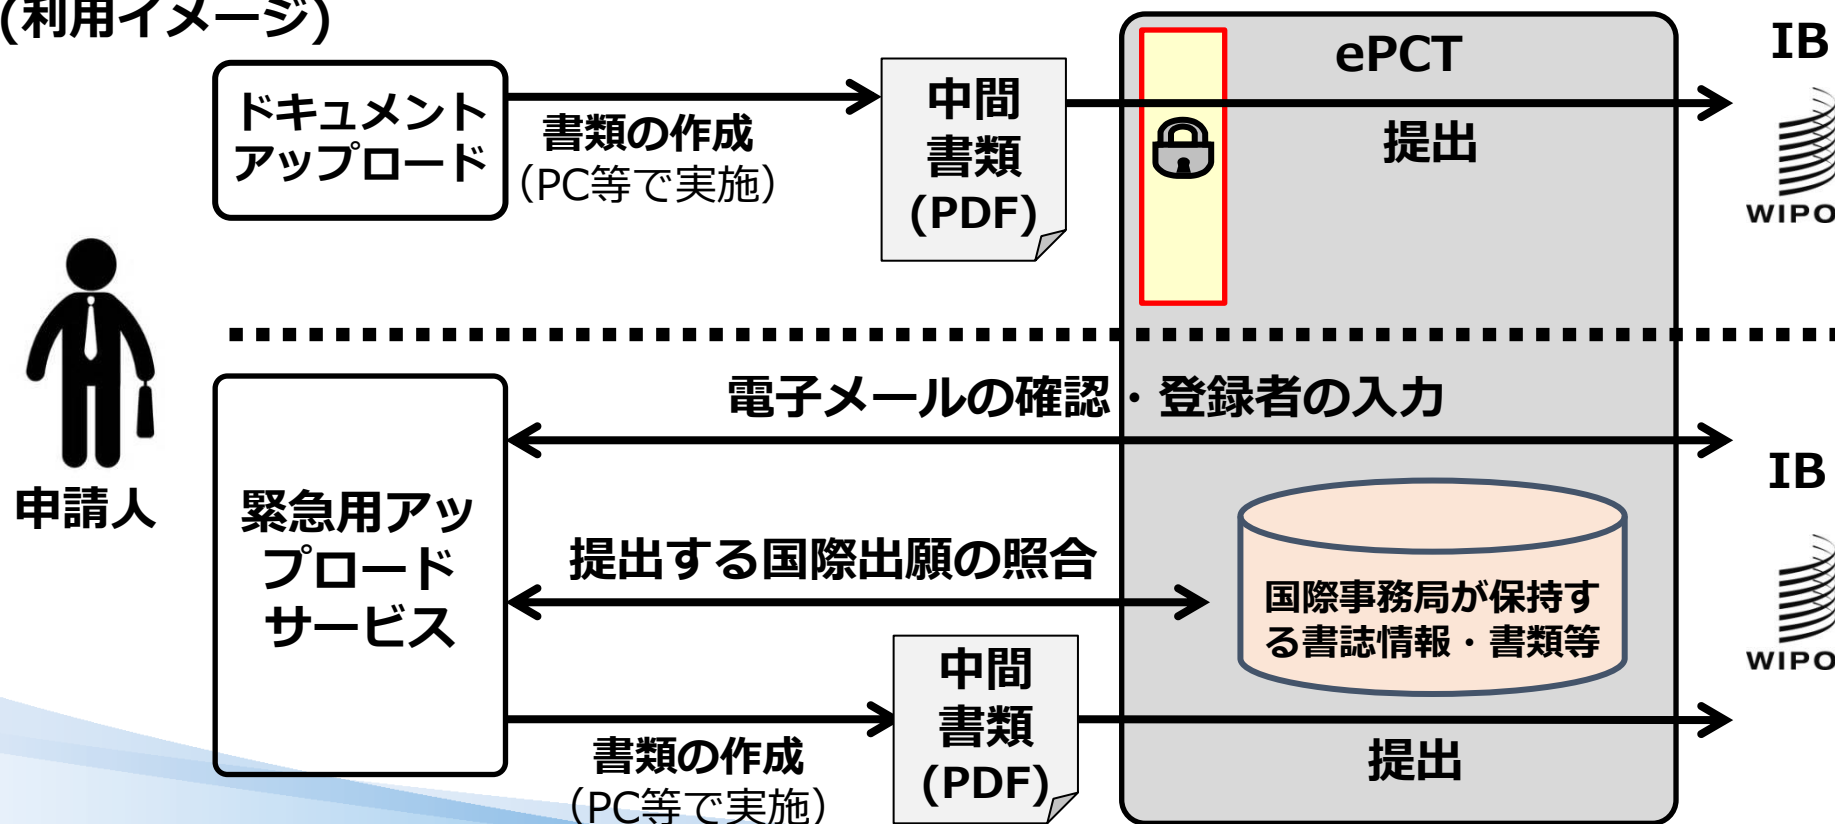 (利用イメージ)
ドキュメント
アップロード
書類の作成
（PC等で実施）
中間
書類
(PDF)
ePCT
提出
IB
WIPO
申請人
電子メールの確認・登録者の入力
緊急用アッ
プロード
サービス
提出する国際出願の照合
国際事務局が保持す
る書誌情報・書類等
IB
WIPO
書類の作成
（PC等で実施）
中間
書類
(PDF)
提出